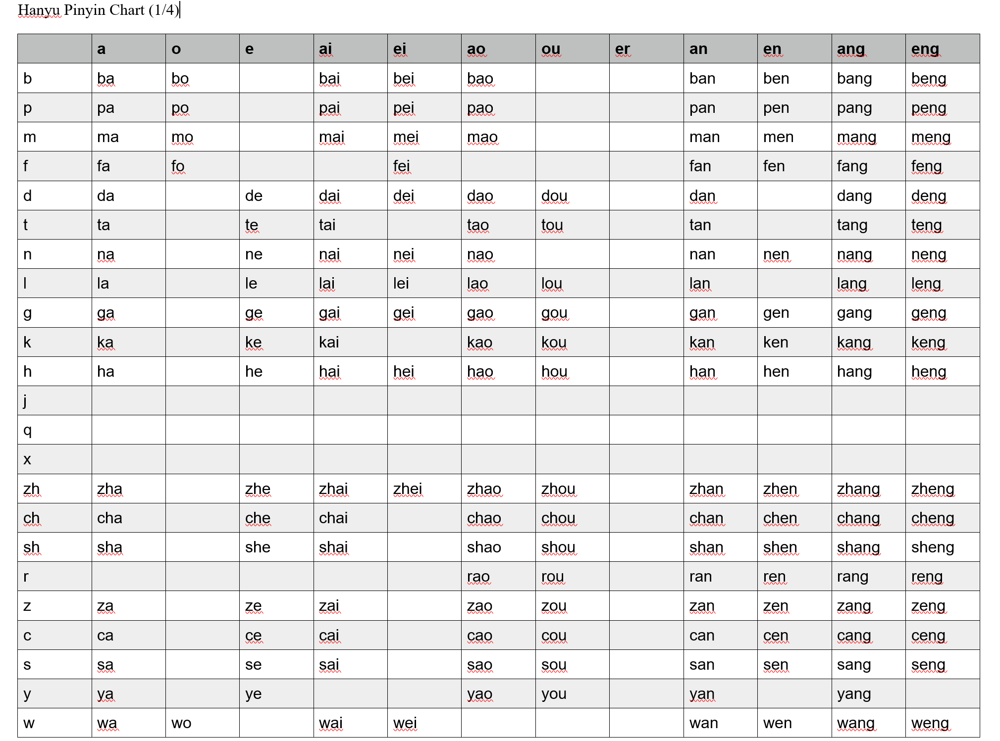 Hanyu Pinyin Chart (1/4)
a o e ai ei ao ou er an en ang eng
b ba bo bai bei bao ban ben bang beng
p pa po pai pei pao pan pen pang peng
m ma mo mai mei mao man men mang meng
f fa fo fei fan fen fang feng
d da de dai dei dao dou dan dang deng
t ta te tai tao tou tan tang teng
n na ne nai nei nao nan nen nang neng
l la le lai lei lao lou lan lang leng
g ga ge gai gei gao gou gan gen gang geng
k ka ke kai kao kou kan ken kang keng
h ha he hai hei hao hou han hen hang heng
j
q
x
zh zha zhe zhai zhei zhao zhou zhan zhen zhang zheng
ch cha che chai chao chou chan chen chang cheng
sh sha she shai shao shou shan shen shang sheng
r rao rou ran ren rang reng
z za ze zai zao zou zan zen zang zeng
c ca ce cai cao cou can cen cang ceng
s sa se sai sao sou san sen sang seng
y ya ye yao you yan yang
w wa wo wai wei wan wen wang weng